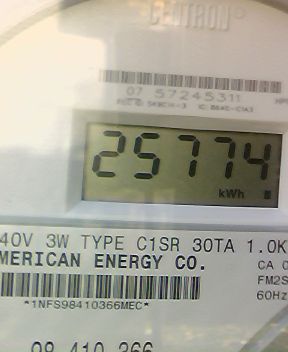 CENTRON®
07 57245311
25774
kWh
40V 3W TYPE C1SR 30TA 1.0K
MERICAN ENERGY CO.
CA 0
FM2S
60Hz
*1NFS98410366MEC*
98 410 366